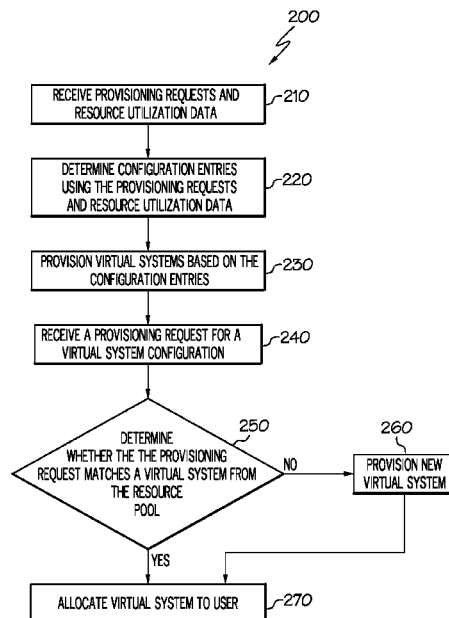 200
RECEIVE PROVISIONING REQUESTS AND
RESOURCE UTILIZATION DATA
210
DETERMINE CONFIGURATION ENTRIES
USING THE PROVISIONING REQUESTS
AND RESOURCE UTILIZATION DATA
220
PROVISION VIRTUAL SYSTEMS BASED ON THE
CONFIGURATION ENTRIES
230
RECEIVE A PROVISIONING REQUEST FOR A
VIRTUAL SYSTEM CONFIGURATION
240
DETERMINE
WHETHER THE THE PROVISIONING
REQUEST MATCHES A VIRTUAL SYSTEM FROM
THE RESOURCE
POOL
250
NO
260
PROVISION NEW
VIRTUAL SYSTEM
YES
ALLOCATE VIRTUAL SYSTEM TO USER
270